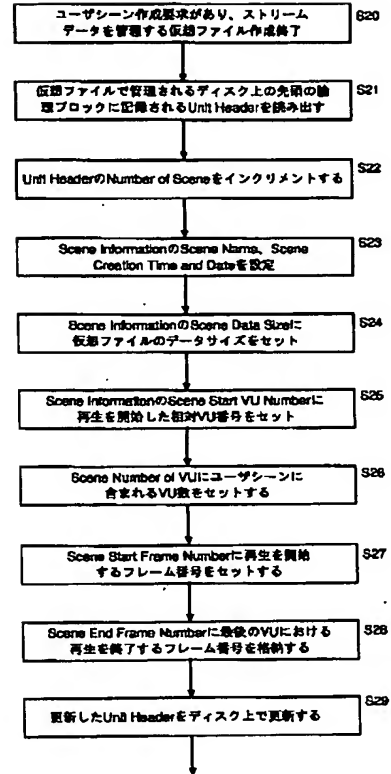 ユーザシーン作成要求があり、ストリーム
データを管理する仮想ファイル作成終了
S20
仮想ファイルで管理されるディスク上の先頭の論
理ブロックに記録されるUnit Headerを読み出す
S21
Unit HeaderのNumber of Sceneをインクリメントする
S22
Scene InformationのScene Name、Scene
Creation Time and Dateを設定
S23
Scene InformationのScene Data Sizeに
仮想ファイルのデータサイズをセット
S24
Scene InformationのScene Start VU Numberに
再生を開始した相対VU番号をセット
S25
Scene Number of VUにユーザシーンに
含まれるVU数をセットする
S26
Scene Start Frame Numberに再生を開始
するフレーム番号をセットする
S27
Scene End Frame Numberに最後のVUにおける
再生を終了するフレーム番号を格納する
S28
更新したUnit Headerをディスク上で更新する
S29